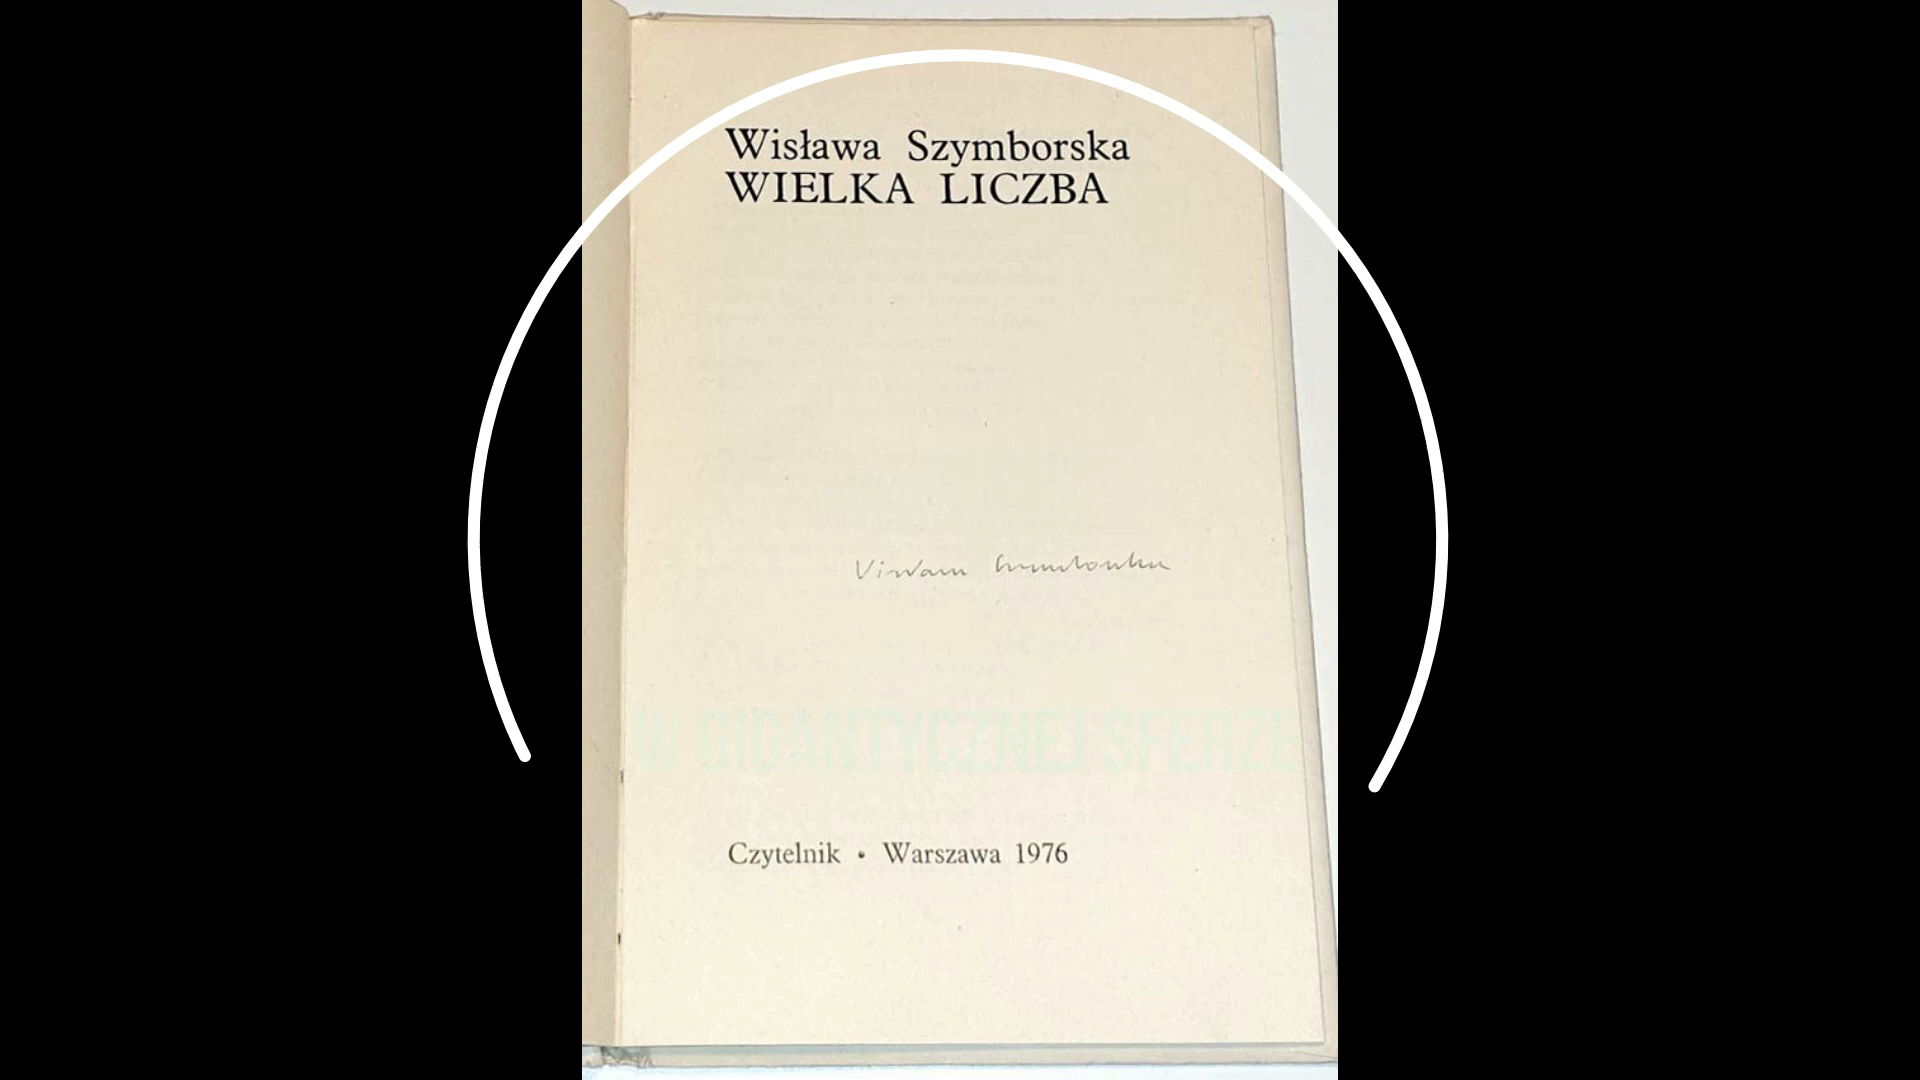 Wisława Szymborska
WIELKA LICZBA
W GIGANTYCZNEJ SFERZE
Czytelnik • Warszawa 1976